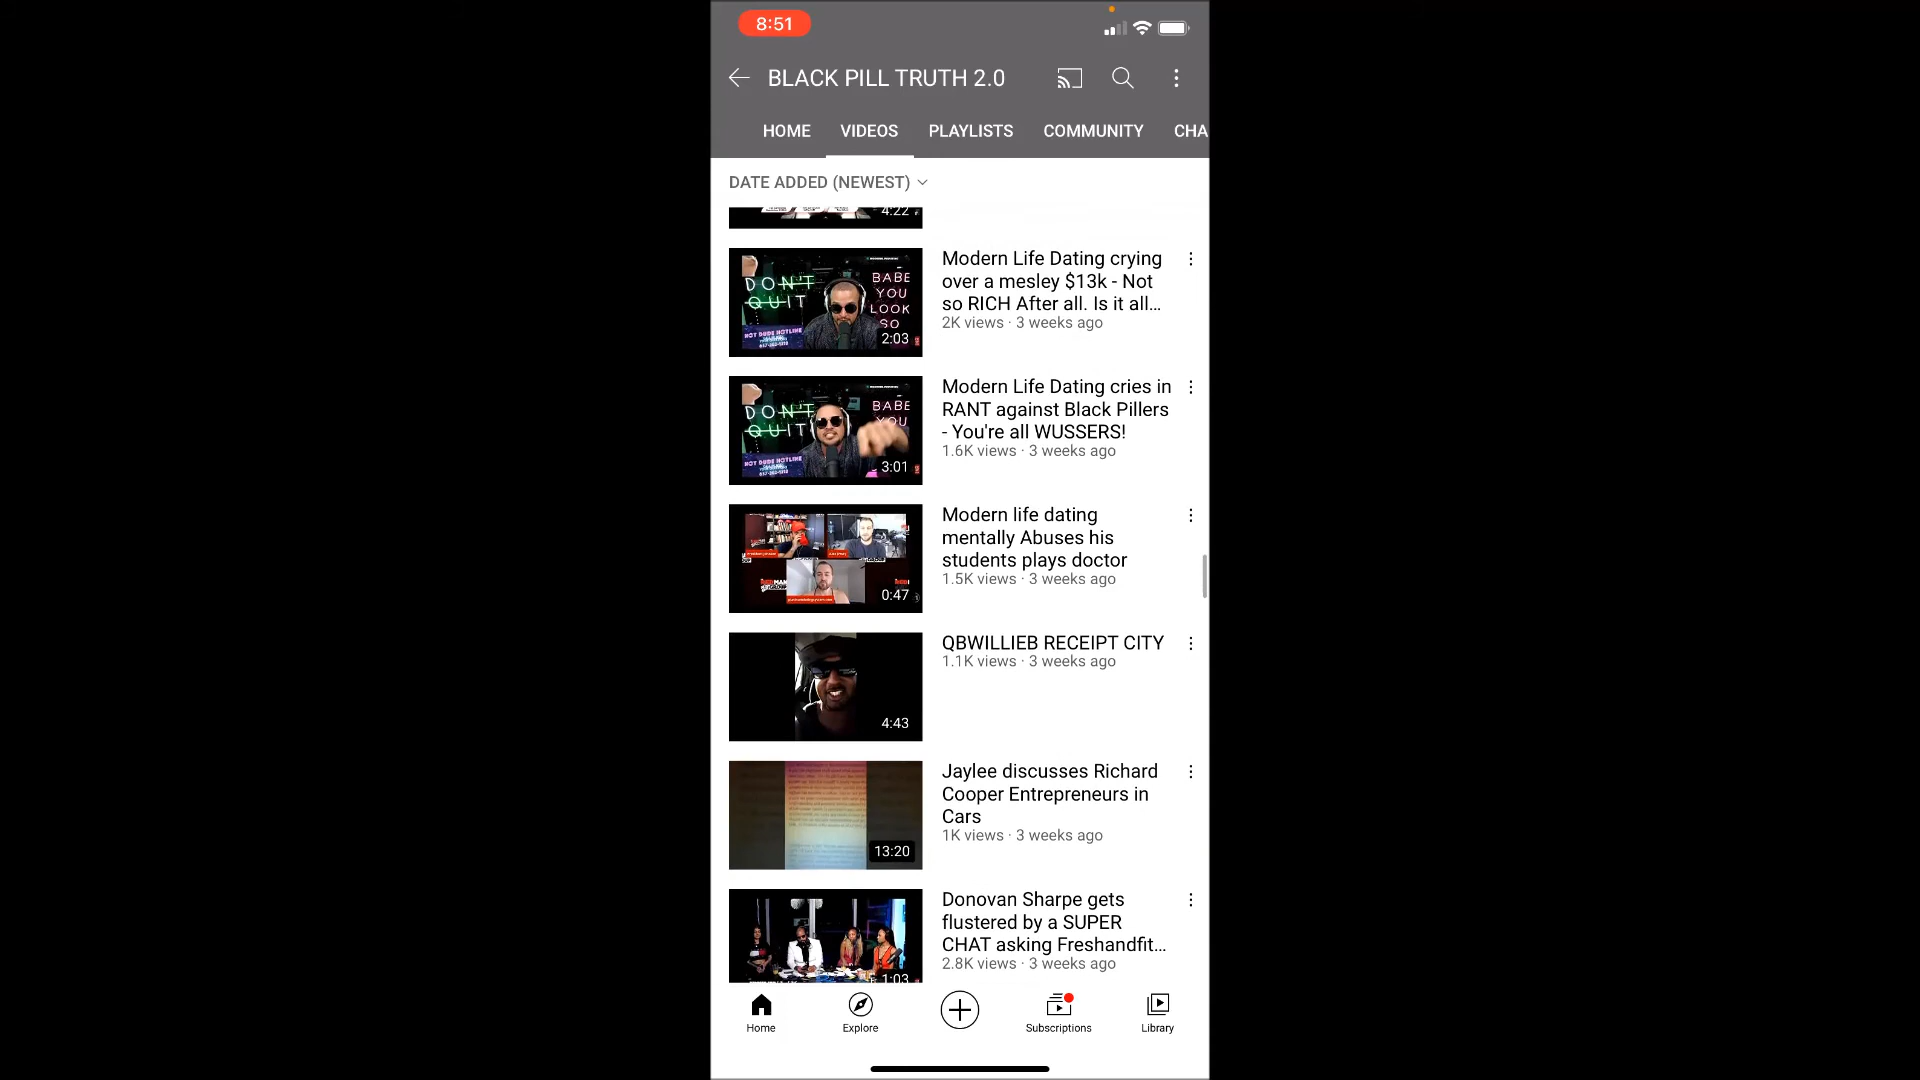 8:51
BLACK PILL TRUTH 2.0
HOME VIDEOS PLAYLISTS COMMUNITY CHA
DATE ADDED (NEWEST)
4:22
DON'T
QUIT
BABE
YOU
LOOK
SO
HOT DUDE HOTLINE
2:03
Modern Life Dating crying
over a mesley $13k - Not
so RICH After all. Is it all...
2K views · 3 weeks ago
DON'T
QUIT
BABE
YOU
HOT DUDE HOTLINE
3:01
Modern Life Dating cries in
RANT against Black Pillers
- You're all WUSSERS!
1.6K views · 3 weeks ago
0:47
Modern life dating
mentally Abuses his
students plays doctor
1.5K views · 3 weeks ago
4:43
QBWILLIEB RECEIPT CITY
1.1K views · 3 weeks ago
13:20
Jaylee discusses Richard
Cooper Entrepreneurs in
Cars
1K views · 3 weeks ago
1:03
Donovan Sharpe gets
flustered by a SUPER
CHAT asking Freshandfit...
2.8K views · 3 weeks ago
Home Explore Subscriptions Library